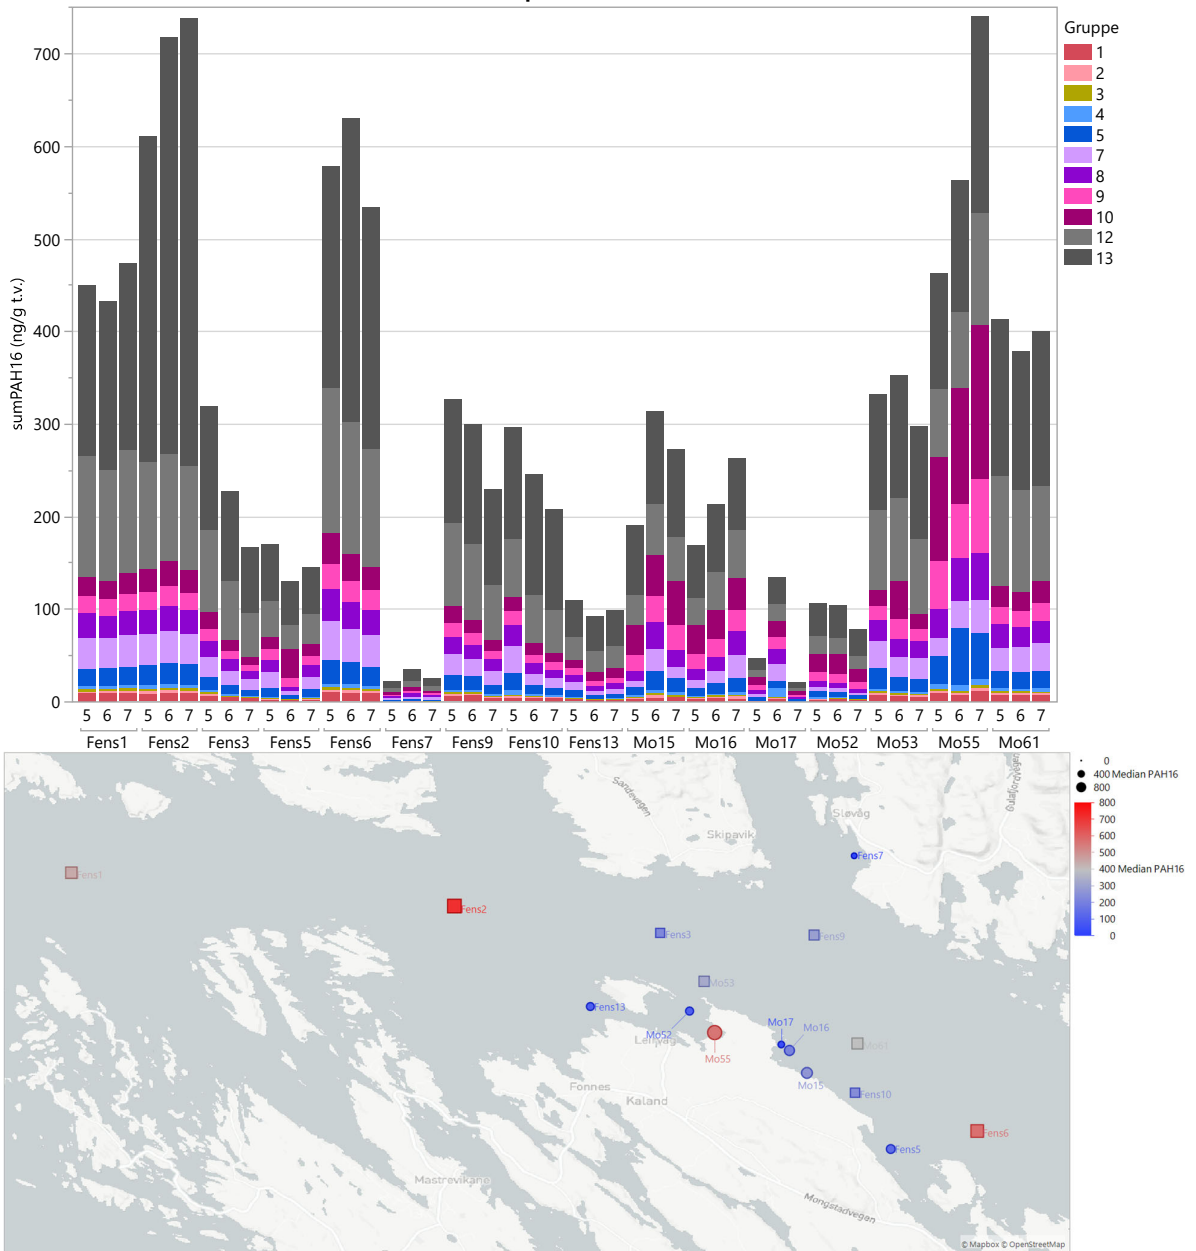 Gruppe
1
2
3
4
5
7
8
9
10
12
13
sumPAH16 (ng/g t.v.)
700
600
500
400
300
200
100
0
5 6 7 5 6 7 5 6 7 5 6 7 5 6 7 5 6 7 5 6 7 5 6 7 5 6 7 5 6 7 5 6 7 5 6 7 5 6 7 5 6 7 5 6 7 5 6 7
Fens1 Fens2 Fens3 Fens5 Fens6 Fens7 Fens9 Fens10 Fens13 Mo15 Mo16 Mo17 Mo52 Mo53 Mo55 Mo61
0
400 Median PAH16
800
800
700
600
500
400 Median PAH16
300
200
100
0
Sandevegen
Skipavik
Sløvåg
Fens7
Fens1
Fens2
Fens3
Fens9
Mo53
Fens13
Mo52
Mo55
Mo17
Mo16
Mo61
Mo15
Fonnes
Kaland
Fens10
Fens6
Fens5
Mastrevikane
Mongstadvegen
© Mapbox © OpenStreetMap